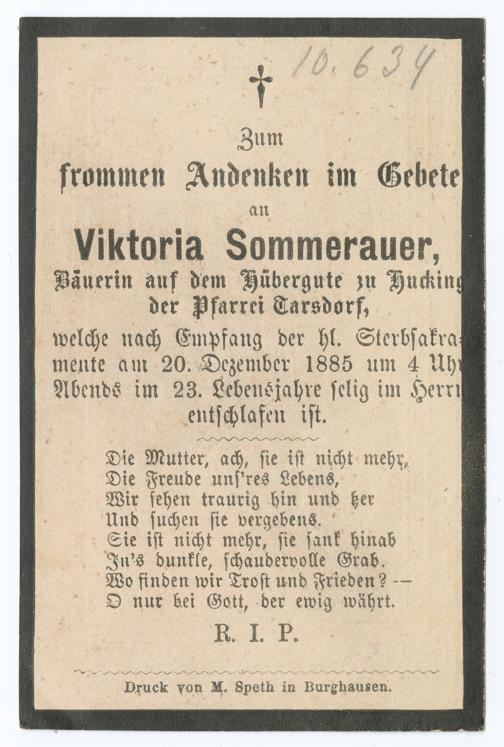 10.634
Zum
frommen Andenken im Gebete
an
Viktoria Sommerauer,
Bäuerin auf dem Hübergute zu Hucking
der Pfarrei Tarsdorf,
welche nach Empfang der hl. Sterbsakra-
mente am 20. Dezember 1885 um 4 Uhr
Abends im 23. Lebensjahre selig im Herrn
entschlafen ist.
Die Mutter, ach, sie ist nicht mehr,
Die Freude uns'res Lebens,
Wir sehen traurig hin und her
Und suchen sie vergebens.
Sie ist nicht mehr, sie sank hinab
In's dunkle, schaudervolle Grab.
Wo finden wir Trost und Frieden? —
O nur bei Gott, der ewig währt.
R. I. P.
Druck von M. Speth in Burghausen.